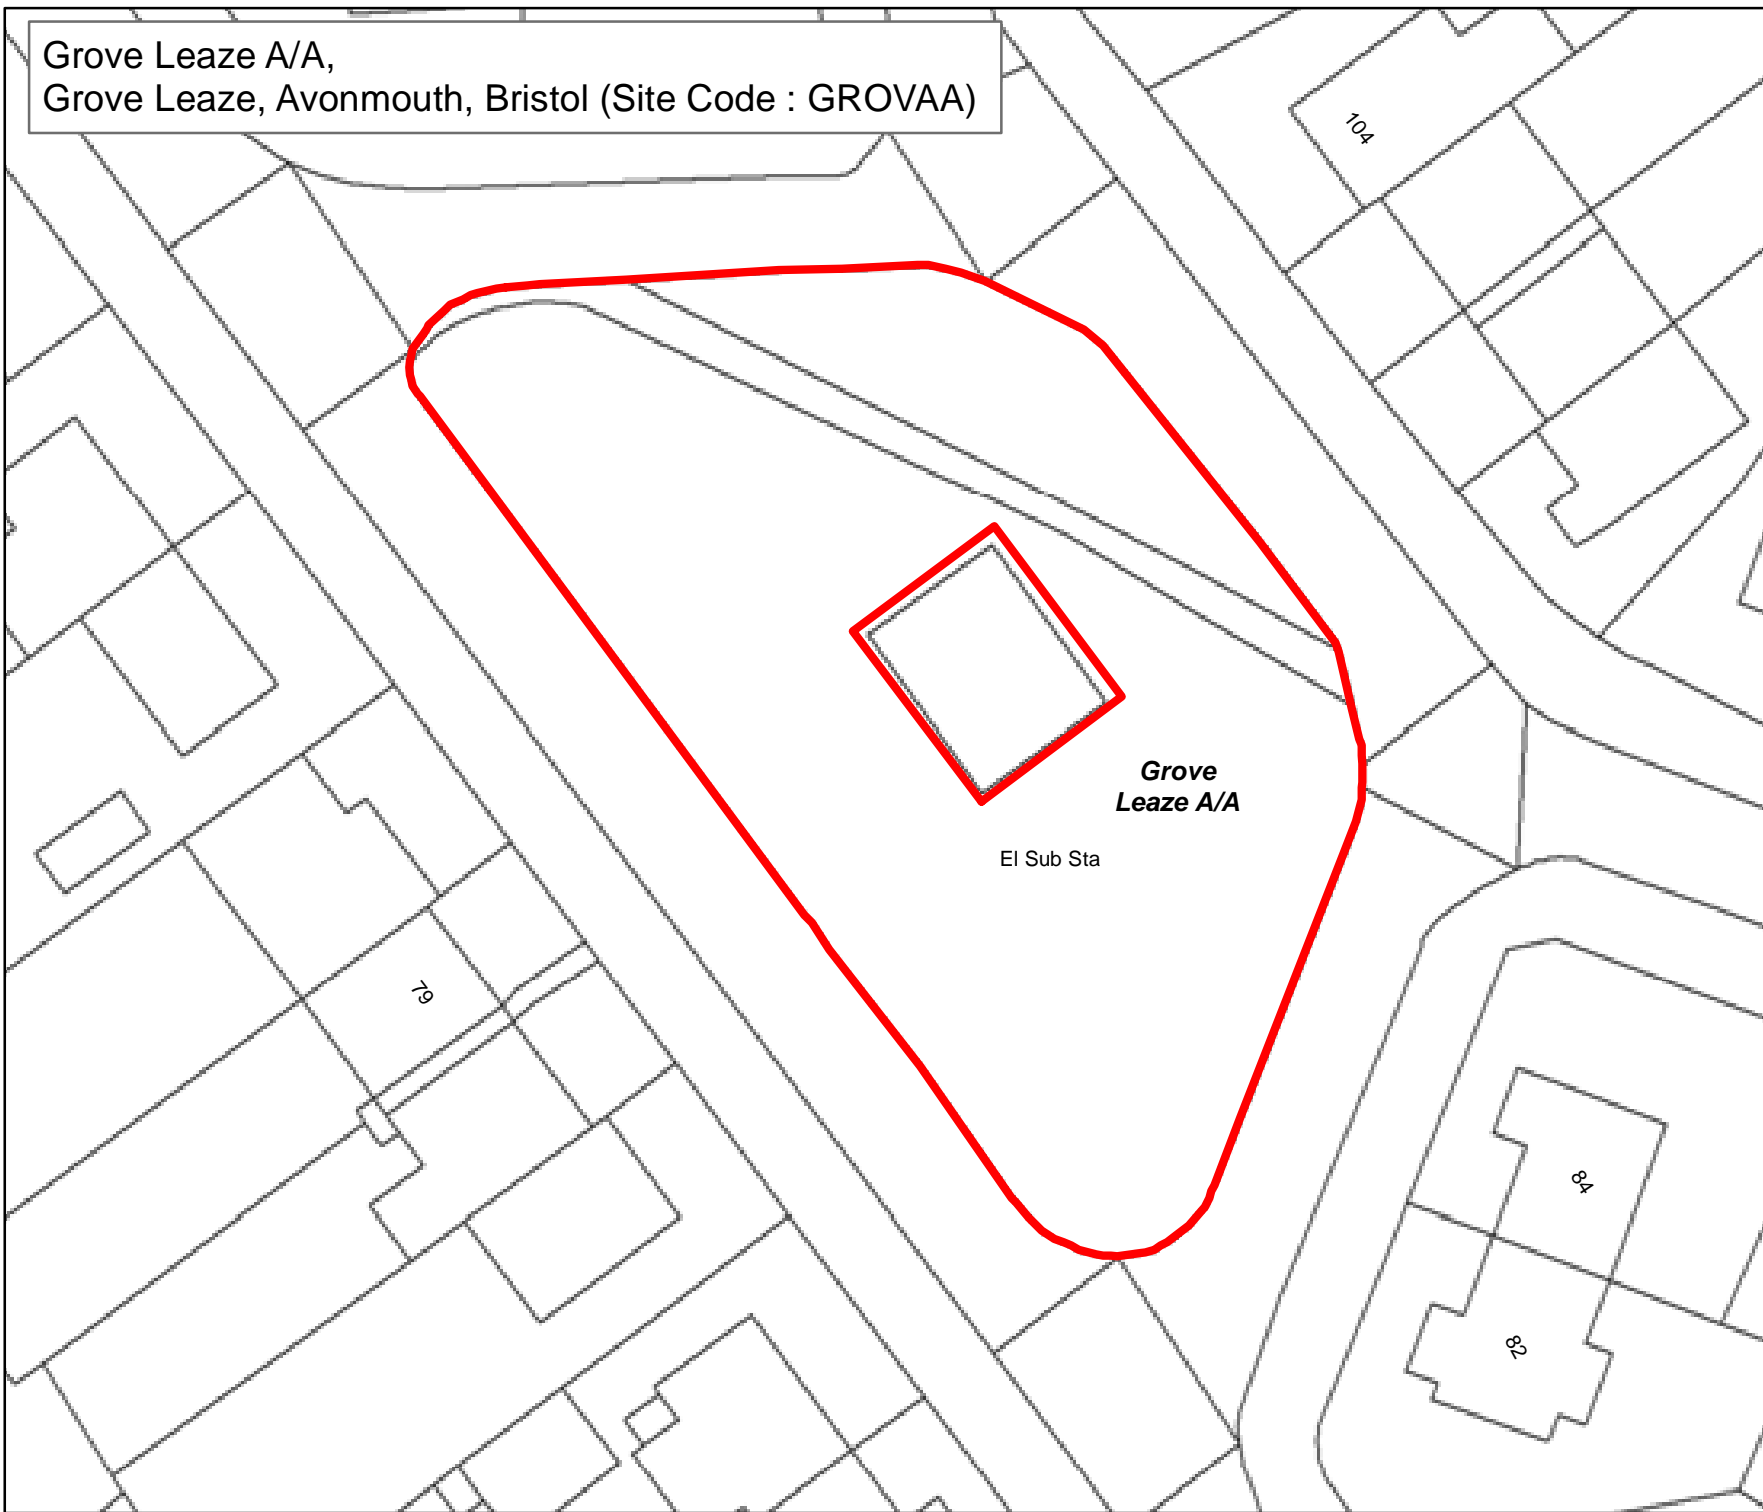 Grove Leaze A/A,
Grove Leaze, Avonmouth, Bristol (Site Code : GROVAA)
104
Grove
Leaze A/A
El Sub Sta
79
84
82